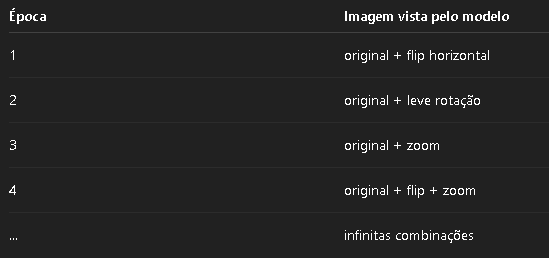 Época Imagem vista pelo modelo
1 original + flip horizontal
2 original + leve rotação
3 original + zoom
4 original + flip + zoom
... infinitas combinações